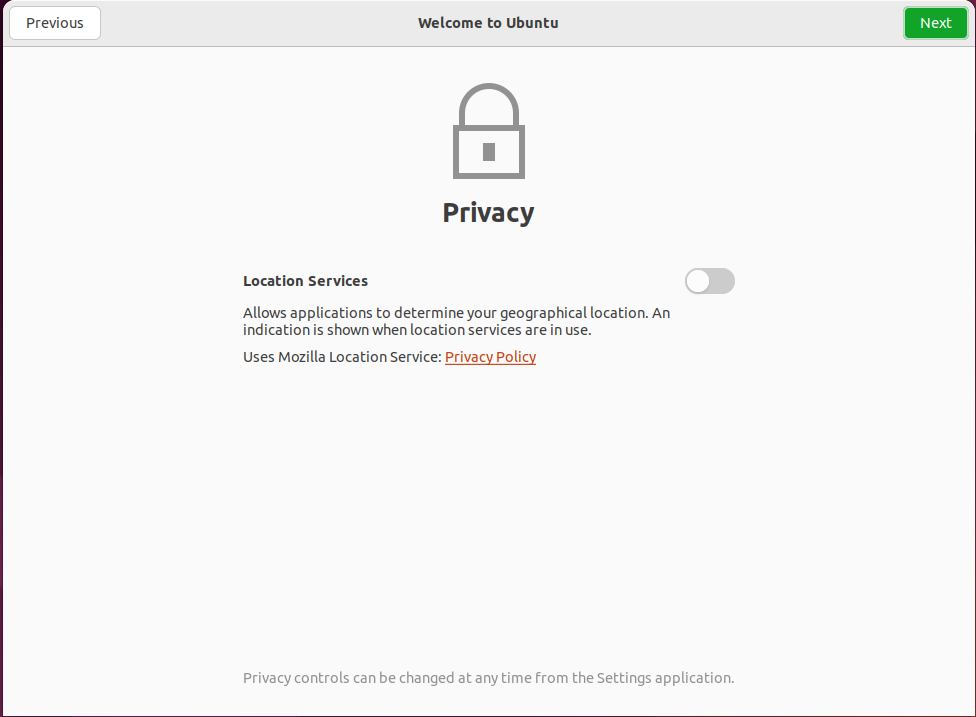 Previous
Welcome to Ubuntu
Next
Privacy
Location Services
Allows applications to determine your geographical location. An
indication is shown when location services are in use.
Uses Mozilla Location Service: Privacy Policy
Privacy controls can be changed at any time from the Settings application.